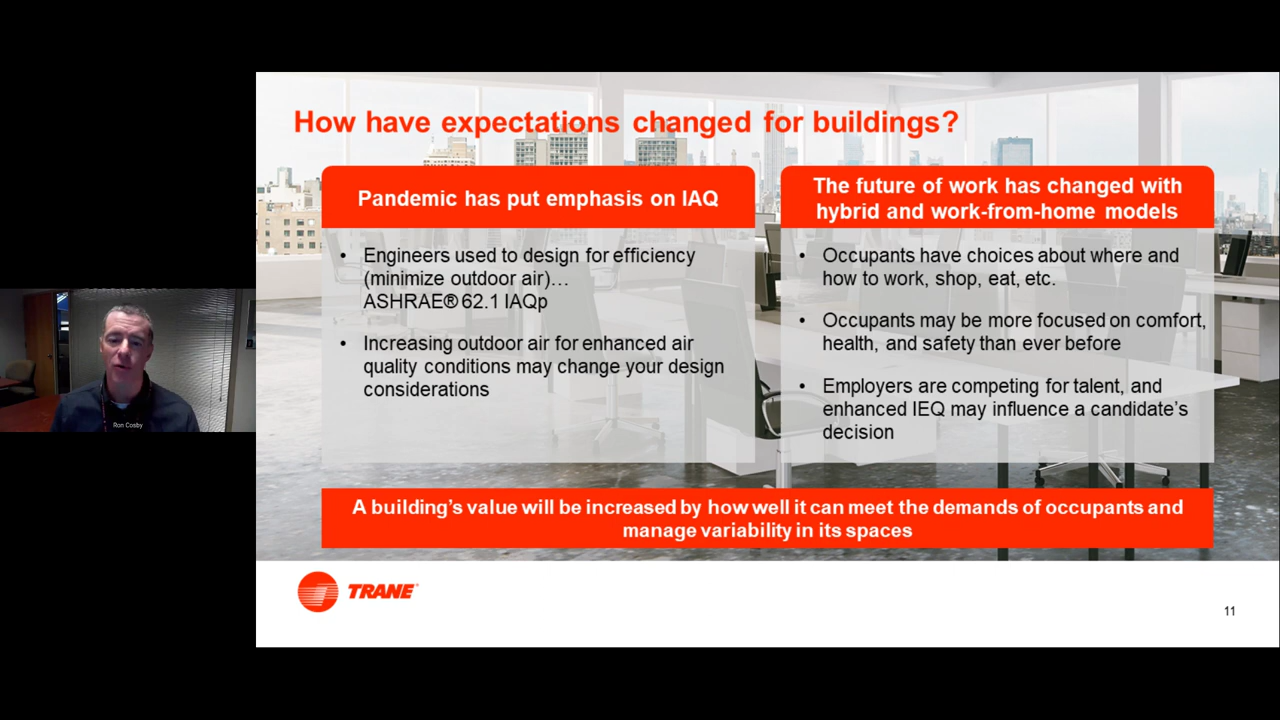 How have expectations changed for buildings?
Pandemic has put emphasis on IAQ
• Engineers used to design for efficiency
(minimize outdoor air)…
ASHRAE® 62.1 IAQp
• Increasing outdoor air for enhanced air
quality conditions may change your design
considerations
The future of work has changed with
hybrid and work-from-home models
• Occupants have choices about where and
how to work, shop, eat, etc.
• Occupants may be more focused on comfort,
health, and safety than ever before
• Employers are competing for talent, and
enhanced IEQ may influence a candidate’s
decision
Ron Cosby
A building’s value will be increased by how well it can meet the demands of occupants and
manage variability in its spaces
TRANE®
11